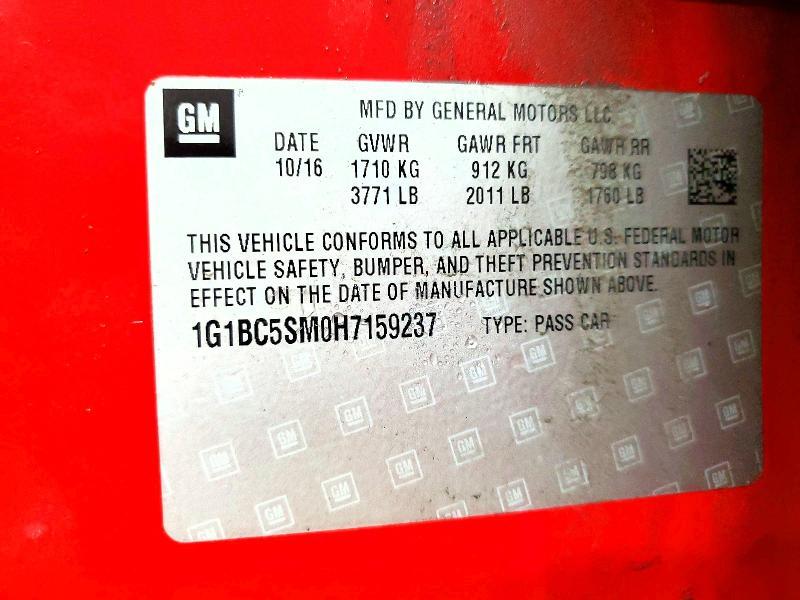 GM MFD BY GENERAL MOTORS LLC
DATE GVWR GAWR FRT GAWR RR
10/16 1710 KG 912 KG 798 KG
3771 LB 2011 LB 1760 LB
THIS VEHICLE CONFORMS TO ALL APPLICABLE U.S. FEDERAL MOTOR
VEHICLE SAFETY, BUMPER, AND THEFT PREVENTION STANDARDS IN
EFFECT ON THE DATE OF MANUFACTURE SHOWN ABOVE.
1G1BC5SM0H7159237 TYPE: PASS CAR